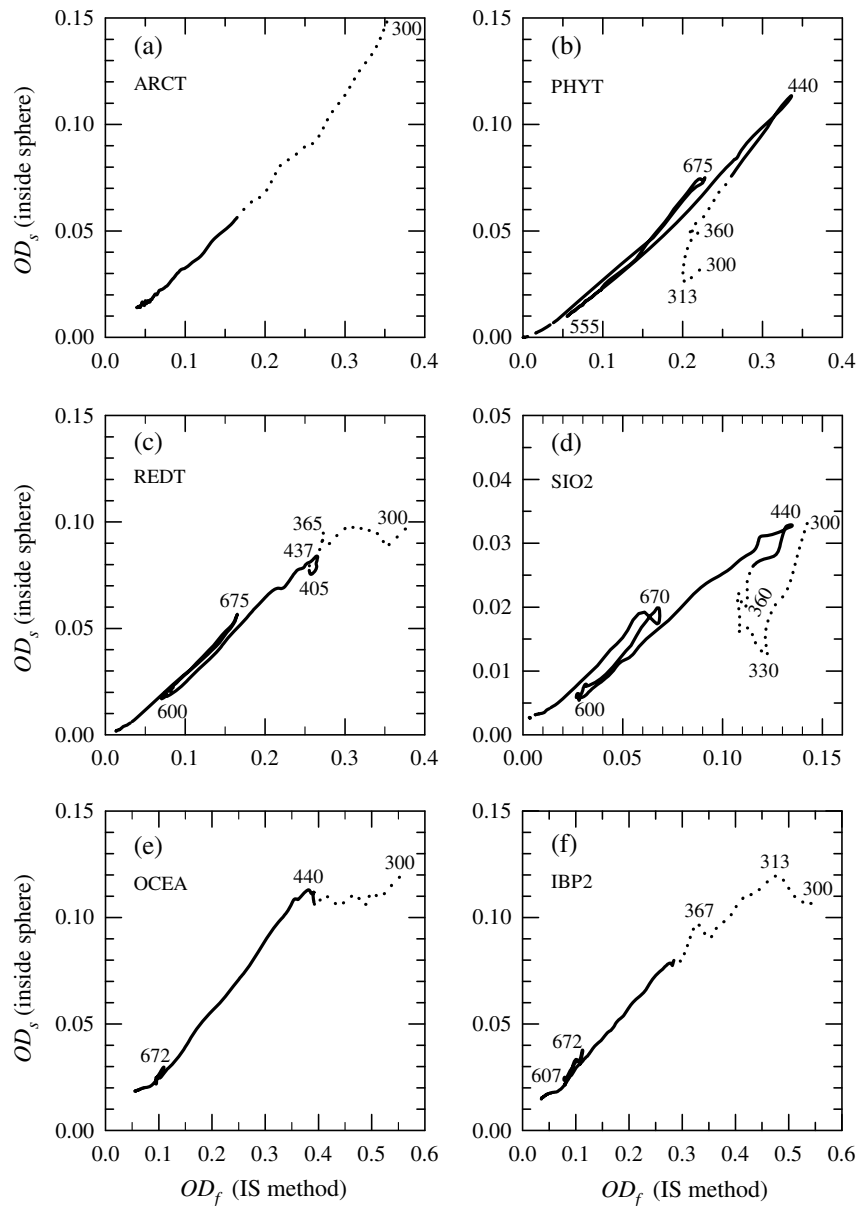 (a)
ARCT
300
0.15
0.10
0.05
0.00
0.0 0.1 0.2 0.3 0.4
OD_s (inside sphere)
(b)
PHYT
440
675
360
300
313
555
0.0 0.1 0.2 0.3 0.4
(c)
REDT
365
300
437
405
675
600
0.15
0.10
0.05
0.00
0.0 0.1 0.2 0.3 0.4
OD_s (inside sphere)
(d)
SIO2
440
300
360
670
330
600
0.05
0.04
0.03
0.02
0.01
0.00
0.00 0.05 0.10 0.15
(e)
OCEA
440
300
672
0.15
0.10
0.05
0.00
0.0 0.1 0.2 0.3 0.4 0.5 0.6
OD_s (inside sphere)
OD_f (IS method)
(f)
IBP2
313
367
300
672
607
0.15
0.10
0.05
0.00
0.0 0.1 0.2 0.3 0.4 0.5 0.6
OD_f (IS method)